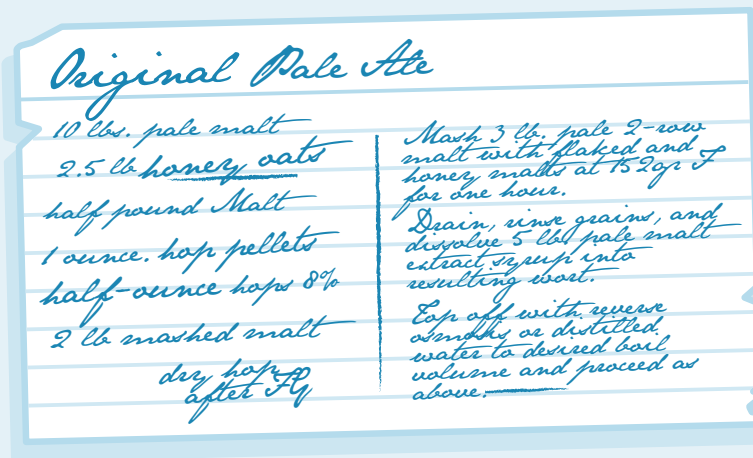 Original Pale Ale
10 lbs. pale malt
2.5 lb honey oats
half pound Malt
1 ounce. hop pellets
half-ounce hops 8%
2 lb mashed malt
dry hop
after
Mash 3 lb. pale 2-row
malt with flaked and
honey malts at 152gr F
for one hour.
Drain, rinse grains, and
dissolve 5 lb. pale malt
extract syrup into
resulting wort.
Top off with reverse
osmosis or distilled.
water to desired boil
volume and proceed as
above.